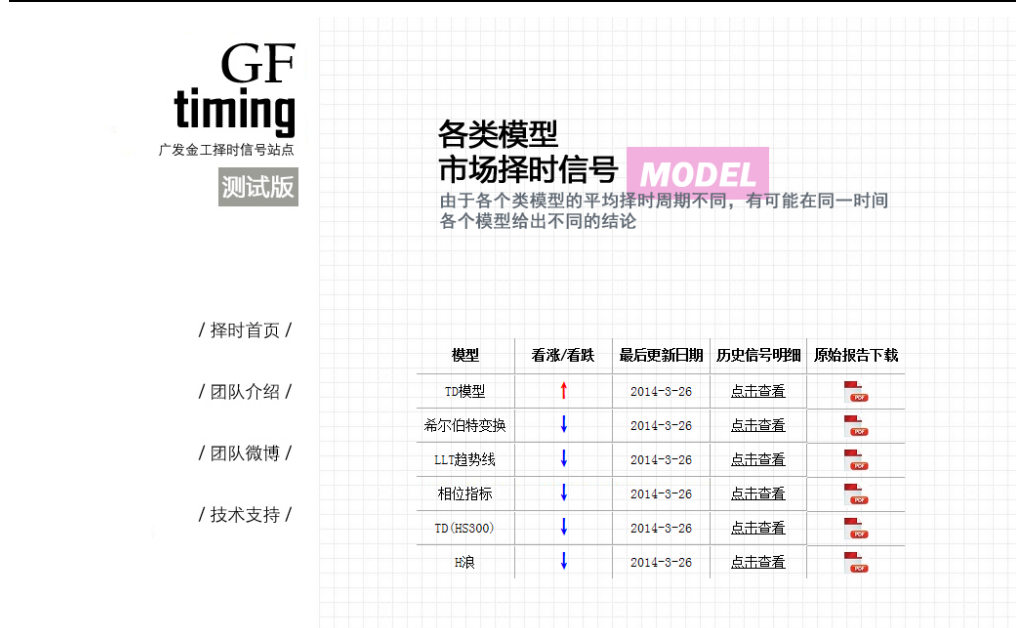 GF
timing
广发金工择时信号站点
测试版
/ 择时首页 /
/ 团队介绍 /
/ 团队微博 /
/ 技术支持 /
各类模型
市场择时信号 MODEL
由于各个类模型的平均择时周期不同，有可能在同一时间
各个模型给出不同的结论
模型 看涨/看跌 最后更新日期 历史信号明细 原始报告下载
TD模型 ↑ 2014-3-26 点击查看 PDF
希尔伯特变换 ↓ 2014-3-26 点击查看 PDF
LLT趋势线 ↓ 2014-3-26 点击查看 PDF
相位指标 ↓ 2014-3-26 点击查看 PDF
TD(HS300) ↓ 2014-3-26 点击查看 PDF
H浪 ↓ 2014-3-26 点击查看 PDF